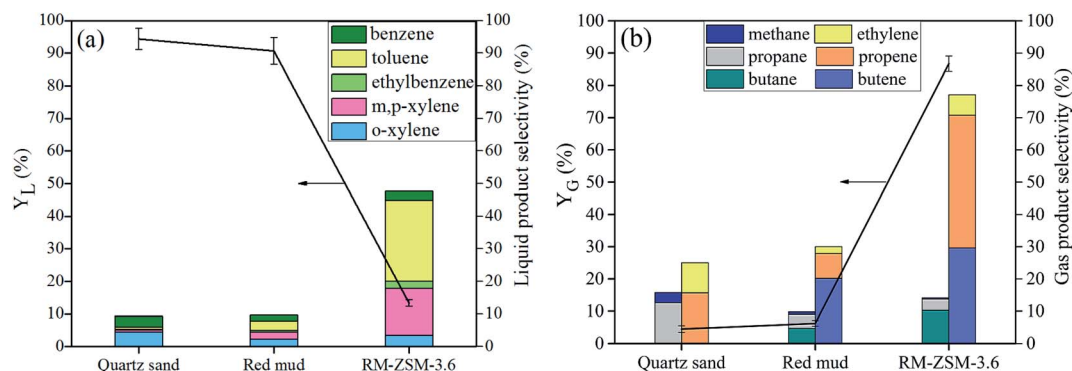 (a)
benzene
toluene
ethylbenzene
m,p-xylene
o-xylene
Y_L (%)
100
90
80
70
60
50
40
30
20
10
0
Liquid product selectivity (%)
100
90
80
70
60
50
40
30
20
10
0
Quartz sand Red mud RM-ZSM-3.6
(b)
methane ethylene
propane propene
butane butene
Y_G (%)
100
90
80
70
60
50
40
30
20
10
0
Gas product selectivity (%)
100
90
80
70
60
50
40
30
20
10
0
Quartz sand Red mud RM-ZSM-3.6